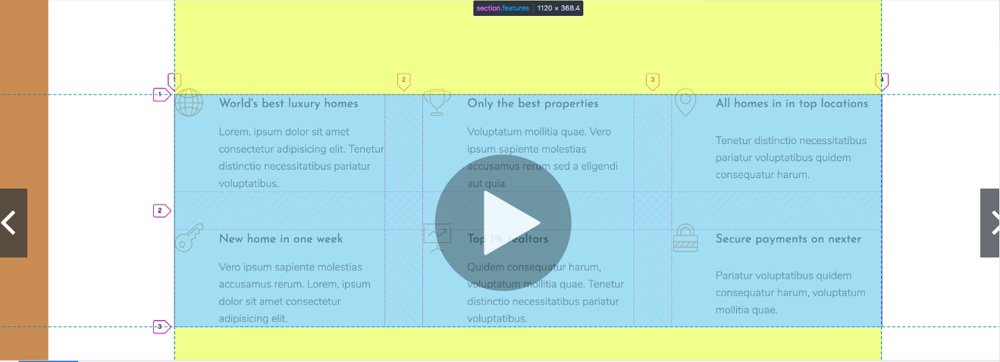 section.features 1120 × 368.4
1 2 3 4
1
World's best luxury homes
Lorem, ipsum dolor sit amet
consectetur adipisicing elit. Tenetur
distinctio necessitatibus pariatur
voluptatibus.
Only the best properties
Voluptatum mollitia quae. Vero
ipsum sapiente molestias
accusamus rerum sed a eligendi
aut quia.
All homes in in top locations
Tenetur distinctio necessitatibus
pariatur voluptatibus quidem
consequatur harum.
2
New home in one week
Vero ipsum sapiente molestias
accusamus rerum. Lorem, ipsum
dolor sit amet consectetur
adipisicing elit.
Top 1% realtors
Quidem consequatur harum,
voluptatum mollitia quae. Tenetur
distinctio necessitatibus pariatur
voluptatibus.
Secure payments on nexter
Pariatur voluptatibus quidem
consequatur harum, voluptatum
mollitia quae.
3